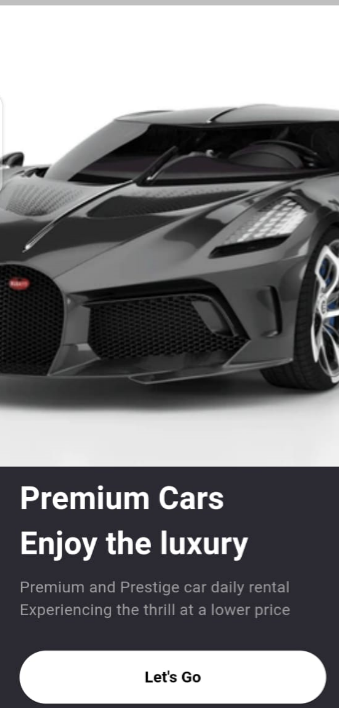 Premium Cars
Enjoy the luxury
Premium and Prestige car daily rental
Experiencing the thrill at a lower price
Let's Go